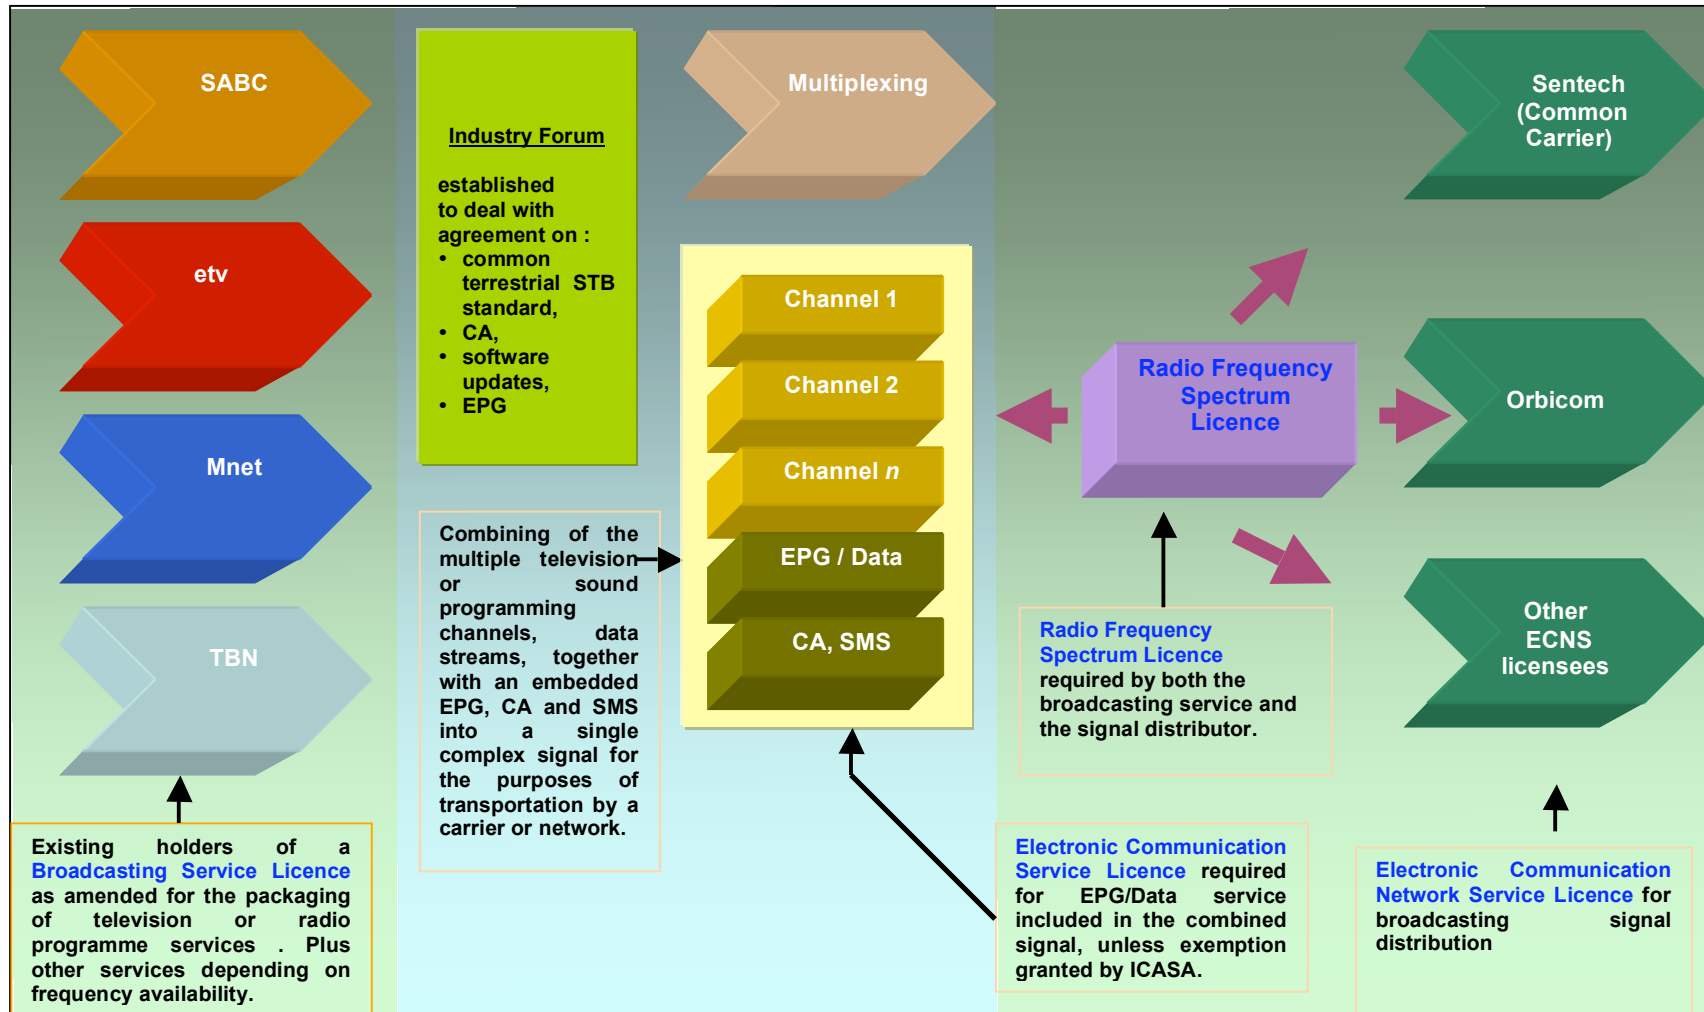 SABC
etv
Mnet
TBN
Existing holders of a
Broadcasting Service Licence
as amended for the packaging
of television or radio
programme services . Plus
other services depending on
frequency availability.
Industry Forum
established
to deal with
agreement on :
• common
terrestrial STB
standard,
• CA,
• software
updates,
• EPG
Combining of the
multiple television
or sound
programming
channels, data
streams, together
with an embedded
EPG, CA and SMS
into a single
complex signal for
the purposes of
transportation by a
carrier or network.
Multiplexing
Channel 1
Channel 2
Channel n
EPG / Data
CA, SMS
Radio Frequency
Spectrum
Licence
Radio Frequency
Spectrum Licence
required by both the
broadcasting service and
the signal distributor.
Electronic Communication
Service Licence required
for EPG/Data service
included in the combined
signal, unless exemption
granted by ICASA.
Sentech
(Common
Carrier)
Orbicom
Other
ECNS
licensees
Electronic Communication
Network Service Licence for
broadcasting signal
distribution